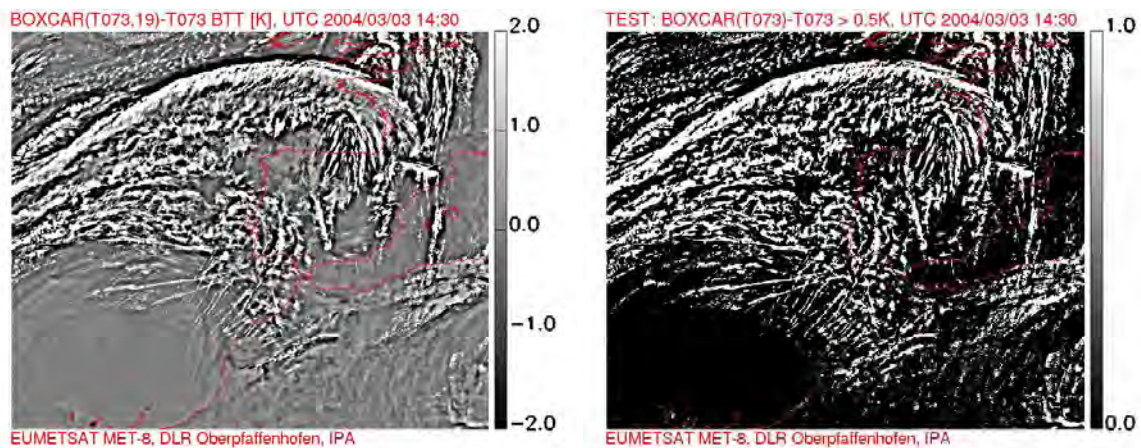 BOXCAR(T073,19)-T073 BTT [K], UTC 2004/03/03 14:30
2.0
1.0
0.0
−1.0
−2.0
EUMETSAT MET-8, DLR Oberpfaffenhofen, IPA
TEST: BOXCAR(T073)-T073 > 0.5K, UTC 2004/03/03 14:30
1.0
0.0
EUMETSAT MET-8, DLR Oberpfaffenhofen, IPA